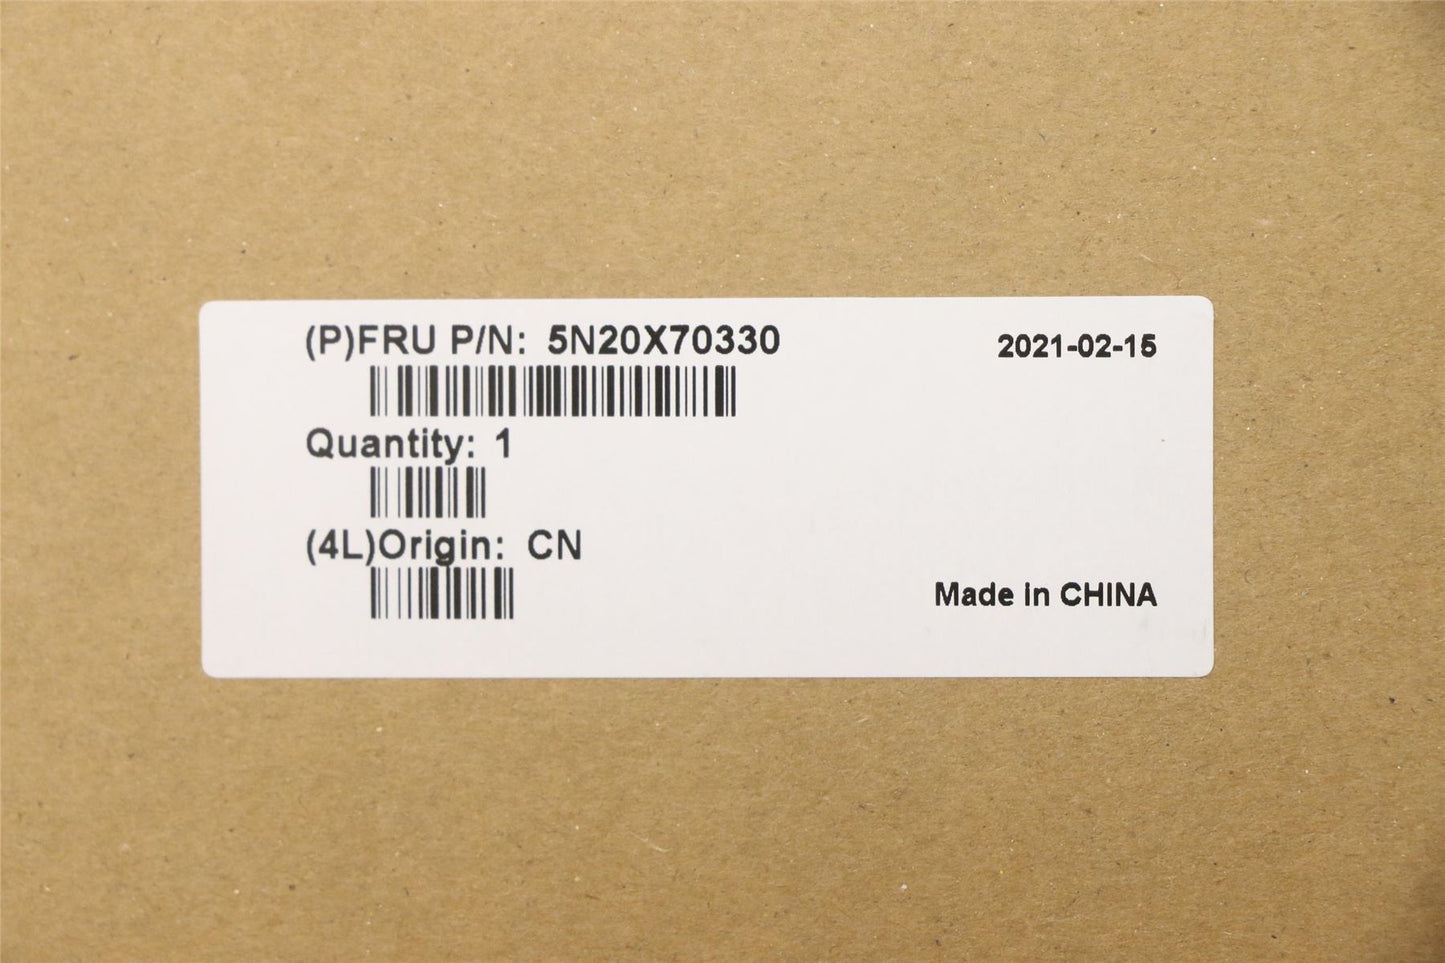 (P)FRU P/N: 5N20X70330
2021-02-15
Quantity: 1
(4L)Origin: CN
Made in CHINA